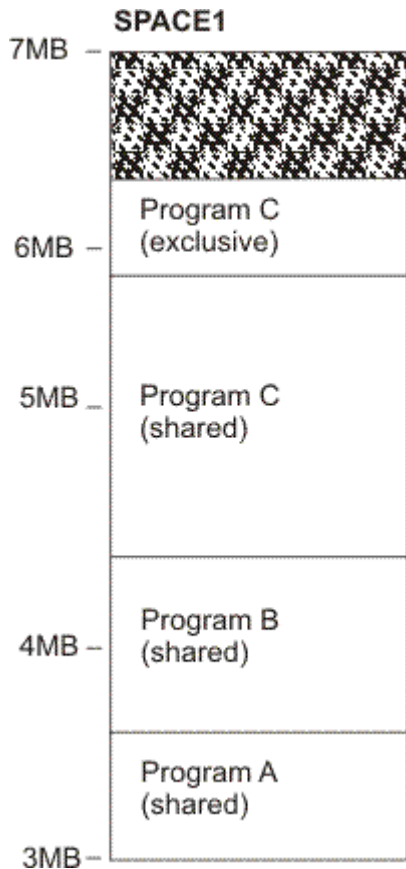 SPACE1
7MB
Program C
(exclusive)
6MB
5MB
Program C
(shared)
Program B
(shared)
4MB
Program A
(shared)
3MB